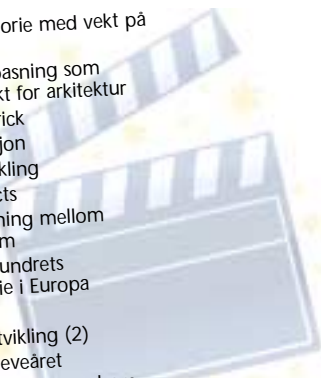 orie med vekt på
asning som
kt for arkitektur
rick
jon
kling
cts
ning mellom
m
undrets
ie i Europa
tvikling (2)
eveåret